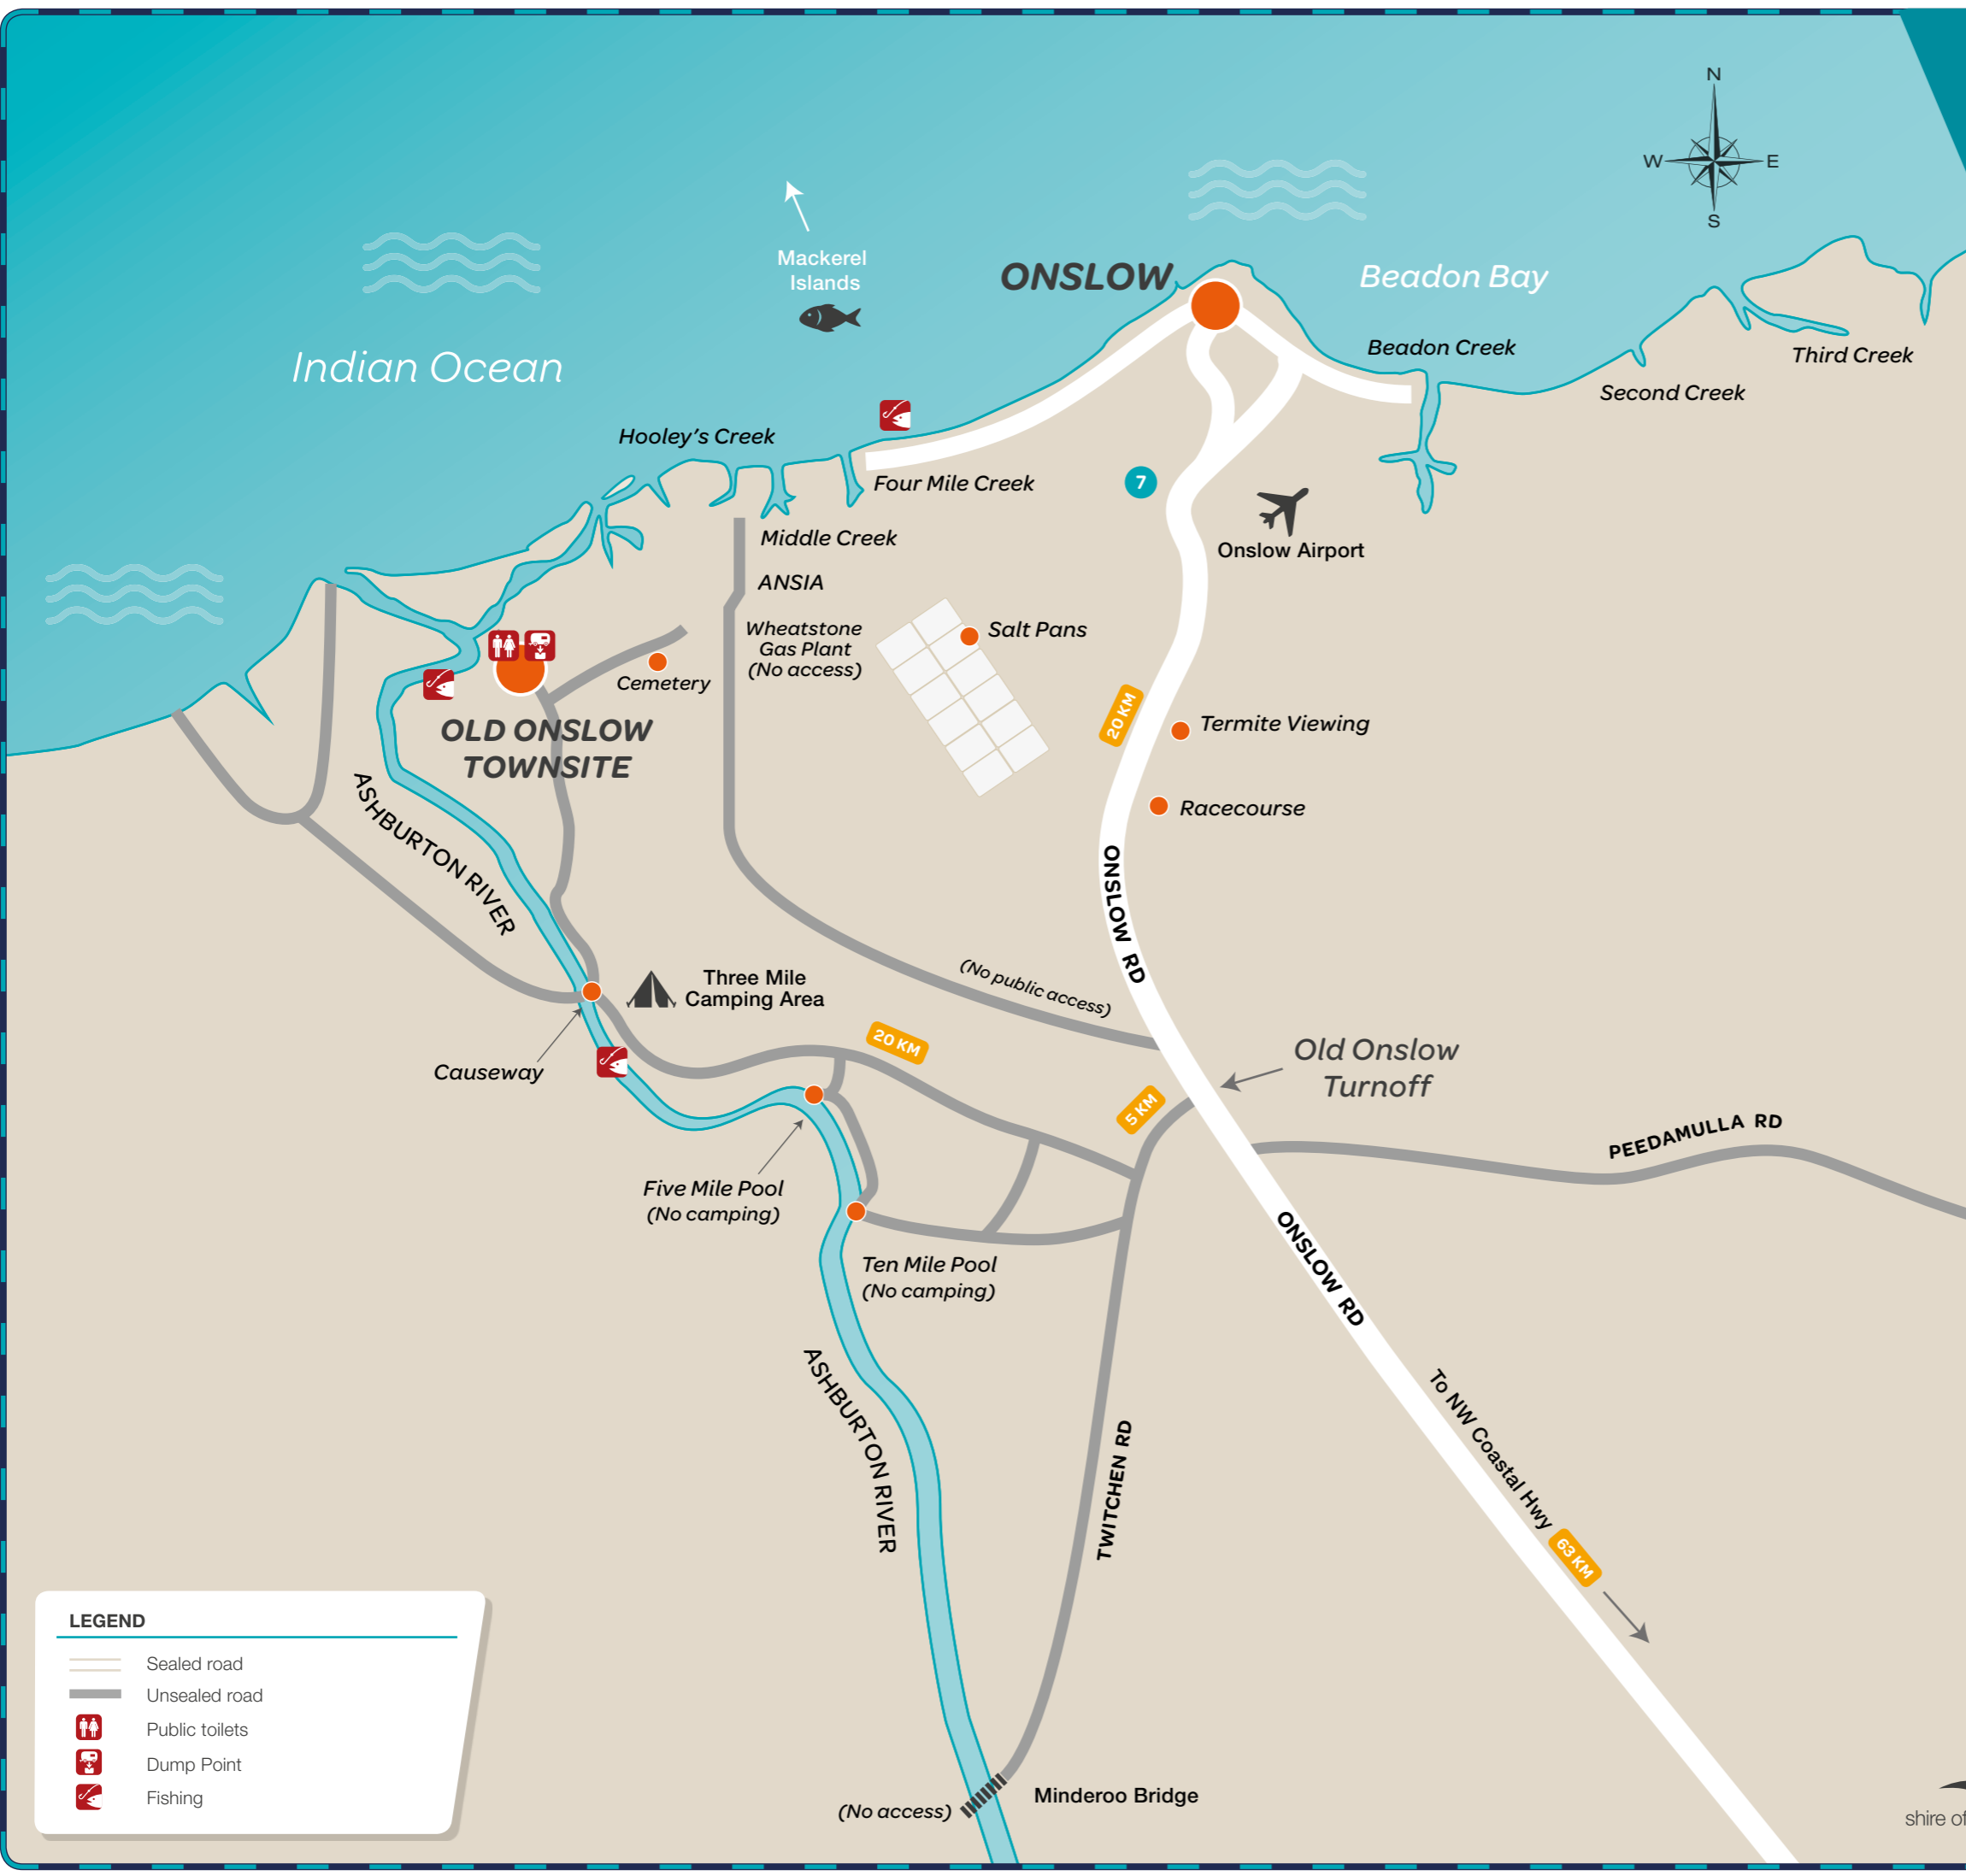 N
W
E
S
Mackerel
Islands
ONSLOW
Beadon Bay
Indian Ocean
Beadon Creek
Third Creek
Second Creek
Hooley's Creek
Four Mile Creek
7
Middle Creek
Onslow Airport
ANSIA
Wheatstone
Gas Plant
(No access)
Salt Pans
Cemetery
OLD ONSLOW
TOWNSITE
20 KM
Termite Viewing
Racecourse
ASHBURTON RIVER
ONSLOW RD
Three Mile
Camping Area
(No public access)
20 KM
Causeway
Old Onslow
Turnoff
5 KM
PEEDAMULLA RD
Five Mile Pool
(No camping)
ONSLOW RD
Ten Mile Pool
(No camping)
ASHBURTON RIVER
TWITCHEN RD
To NW Coastal Hwy
63 KM
Minderoo Bridge
(No access)
LEGEND
Sealed road
Unsealed road
Public toilets
Dump Point
Fishing
shire of